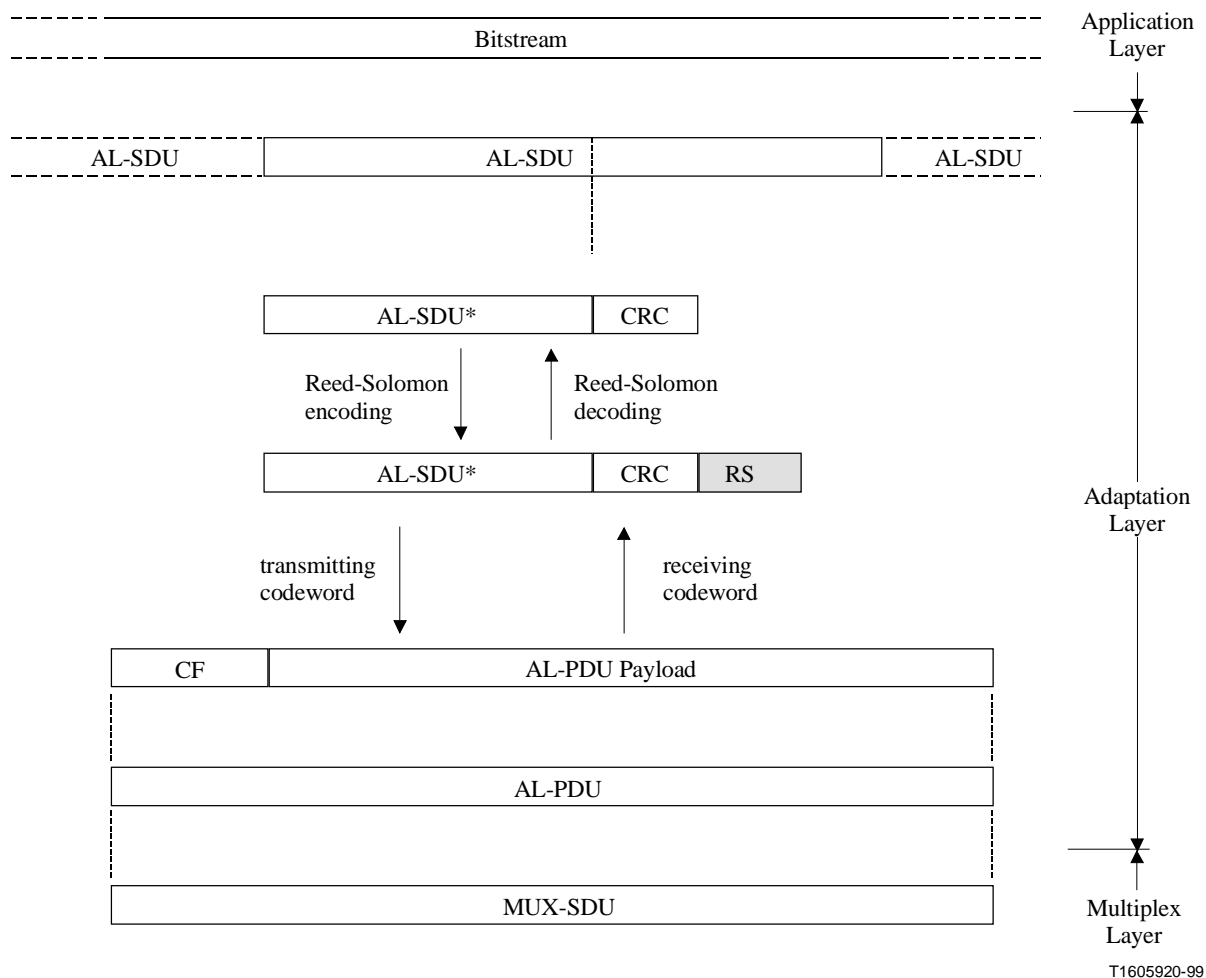 Bitstream
Application
Layer
AL-SDU
AL-SDU
AL-SDU
AL-SDU*
CRC
Reed-Solomon
encoding
Reed-Solomon
decoding
AL-SDU*
CRC
RS
Adaptation
Layer
transmitting
codeword
receiving
codeword
CF
AL-PDU Payload
AL-PDU
MUX-SDU
Multiplex
Layer
T1605920-99